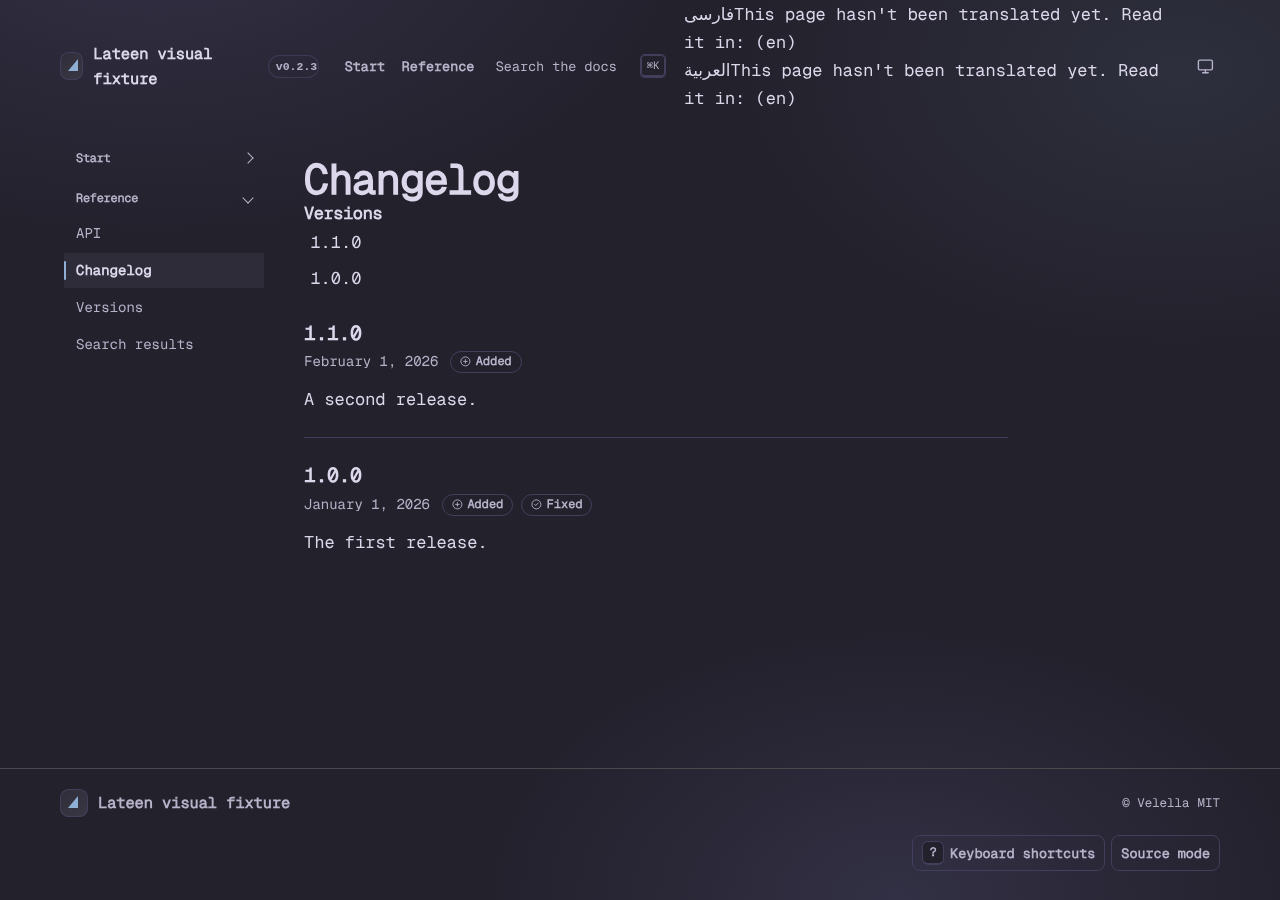 Lateen visual
fixture
v0.2.3
Start
Reference
Search the docs
⌘K
فارسیThis page hasn't been translated yet. Read
it in: (en)
العربيةThis page hasn't been translated yet. Read
it in: (en)
Start
Reference
API
Changelog
Versions
Search results
Changelog
Versions
1.1.0
1.0.0
1.1.0
February 1, 2026 Added
A second release.
1.0.0
January 1, 2026 Added Fixed
The first release.
Lateen visual fixture
© Velella MIT
? Keyboard shortcuts
Source mode